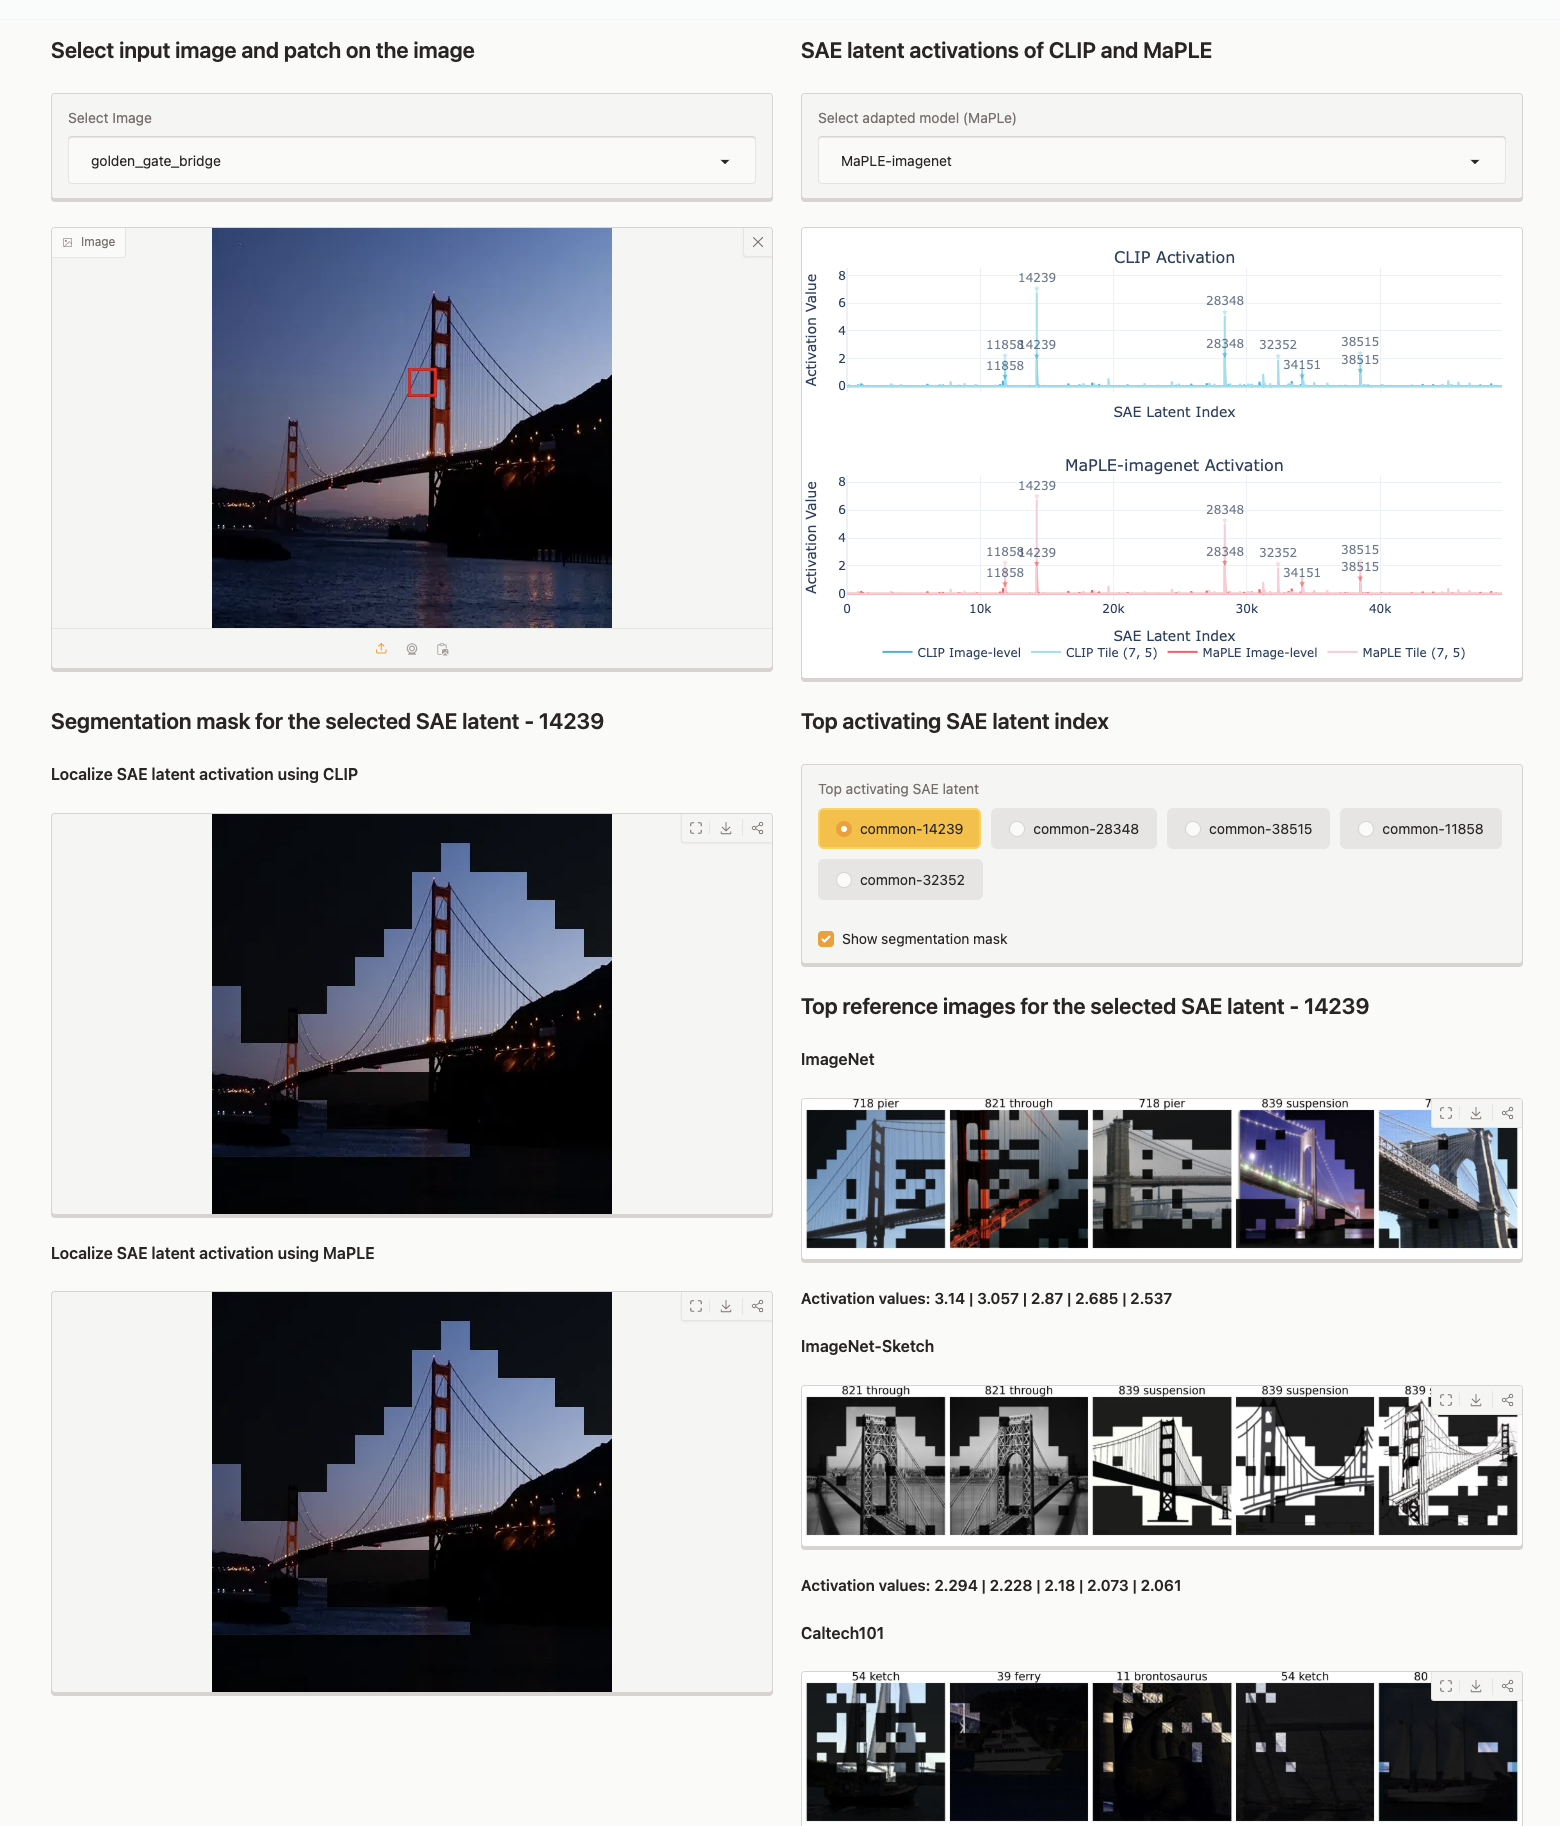 Select input image and patch on the image
Select Image
golden_gate_bridge
Image
Segmentation mask for the selected SAE latent - 14239
Localize SAE latent activation using CLIP
Localize SAE latent activation using MaPLE
SAE latent activations of CLIP and MaPLE
Select adapted model (MaPLe)
MaPLE-imagenet
CLIP Activation
Activation Value
8
6
4
2
0
14239
28348
11858
14239
28348
32352
38515
11858
34151
38515
SAE Latent Index
MaPLE-imagenet Activation
Activation Value
8
6
4
2
0
14239
28348
11858
14239
28348
32352
38515
11858
34151
38515
0 10k 20k 30k 40k
SAE Latent Index
CLIP Image-level CLIP Tile (7, 5) MaPLE Image-level MaPLE Tile (7, 5)
Top activating SAE latent index
Top activating SAE latent
common-14239 common-28348 common-38515 common-11858
common-32352
Show segmentation mask
Top reference images for the selected SAE latent - 14239
ImageNet
718 pier 821 through 718 pier 839 suspension 7
Activation values: 3.14 | 3.057 | 2.87 | 2.685 | 2.537
ImageNet-Sketch
821 through 821 through 839 suspension 839 suspension 839
Activation values: 2.294 | 2.228 | 2.18 | 2.073 | 2.061
Caltech101
54 ketch 39 ferry 11 brontosaurus 54 ketch 80